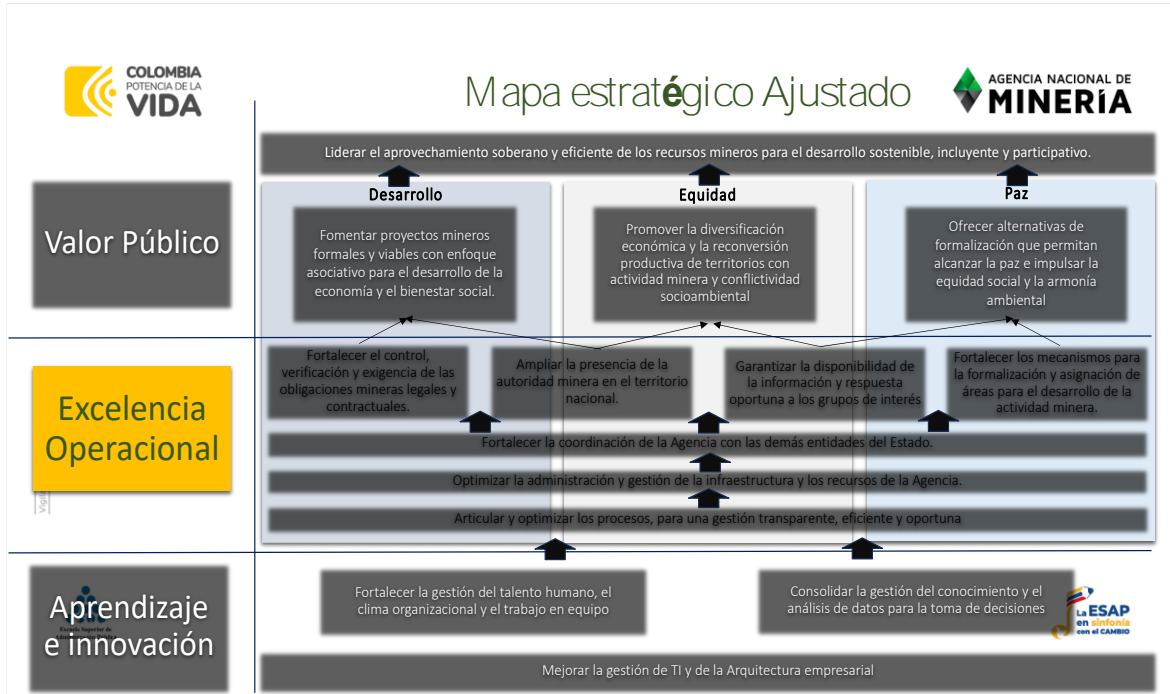 COLOMBIA
POTENCIA DE LA
VIDA
Mapa estratégico Ajustado
AGENCIA NACIONAL DE
MINERÍA
Liderar el aprovechamiento soberano y eficiente de los recursos mineros para el desarrollo sostenible, incluyente y participativo.
Valor Público
Desarrollo
Fomentar proyectos mineros
formales y viables con enfoque
asociativo para el desarrollo de la
economía y el bienestar social.
Equidad
Promover la diversificación
económica y la reconversión
productiva de territorios con
actividad minera y conflictividad
socioambiental
Paz
Ofrecer alternativas de
formalización que permitan
alcanzar la paz e impulsar la
equidad social y la armonía
ambiental
Excelencia
Operacional
Fortalecer el control,
verificación y exigencia de las
obligaciones mineras legales y
contractuales.
Ampliar la presencia de la
autoridad minera en el territorio
nacional.
Garantizar la disponibilidad de
la información y respuesta
oportuna a los grupos de interés
Fortalecer los mecanismos para
la formalización y asignación de
áreas para el desarrollo de la
actividad minera.
Fortalecer la coordinación de la Agencia con las demás entidades del Estado.
Optimizar la administración y gestión de la infraestructura y los recursos de la Agencia.
Articular y optimizar los procesos, para una gestión transparente, eficiente y oportuna
Aprendizaje
e innovación
Fortalecer la gestión del talento humano, el
clima organizacional y el trabajo en equipo
Consolidar la gestión del conocimiento y el
análisis de datos para la toma de decisiones
La ESAP
en sinfonía
con el CAMBIO
Mejorar la gestión de TI y de la Arquitectura empresarial